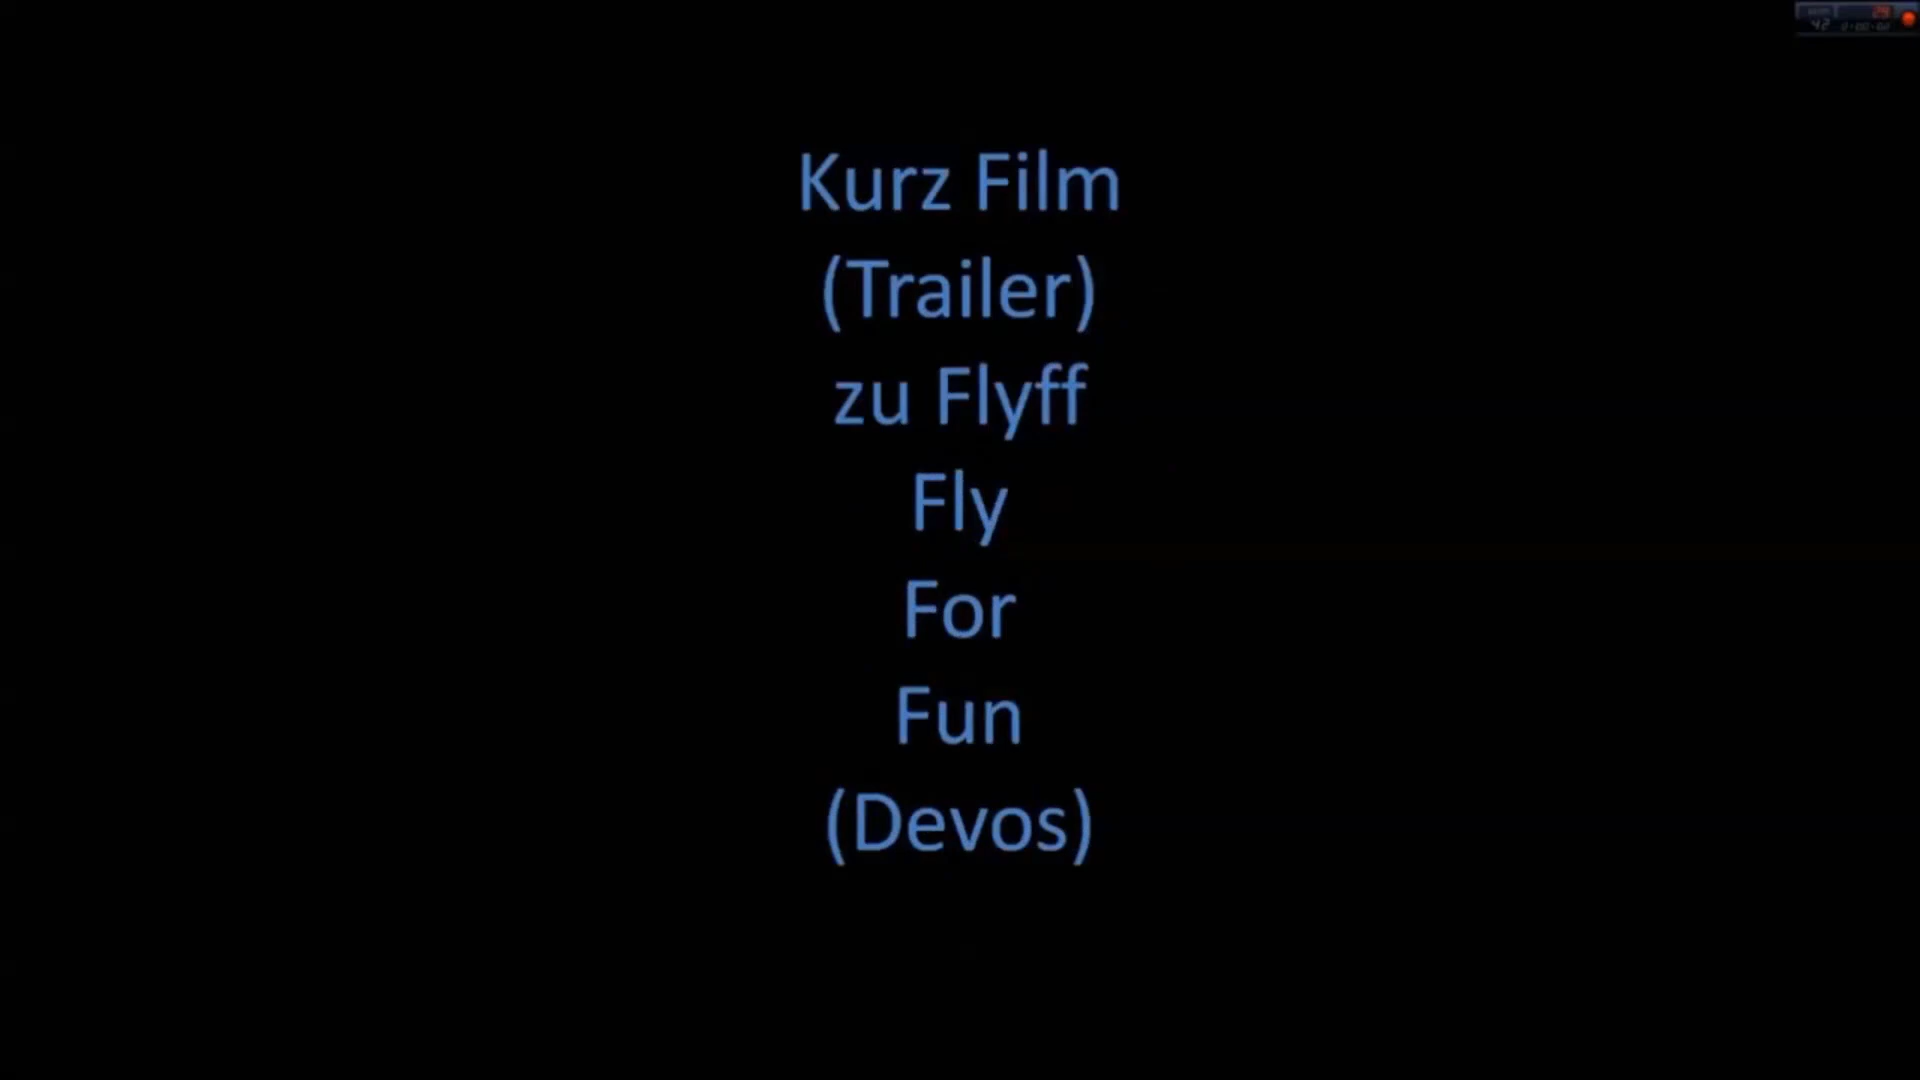 Kurz Film
(Trailer)
zu Flyff
Fly
For
Fun
(Devos)